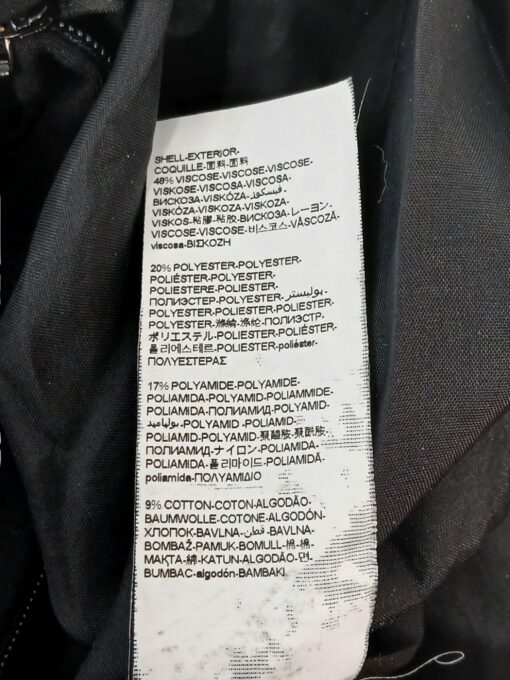 SHELL-EXTERIOR-
COQUILLE-面料-面料
48% VISCOSE-VISCOSE-VISCOSE-
VISKOSE-VISCOSA-VISCOSA-
ВИСКОЗА-VISKÓZA-فيسكوز-
VISKÓZA-VISKOZA-VISKOZA-
VISKOS-粘膠-粘胶-ВИСКОЗА-レーヨン-
VISCOSE-VISCOSE-비스코스-VÂSCOZĂ-
viscosa-ΒΙΣΚΟΖΗ
20% POLYESTER-POLYESTER-
POLIÉSTER-POLYESTER-
POLIESTERE-POLIESTER-
ПОЛИЭСТЕР-POLYESTER-بوليستر-
POLYESTER-POLIESTER-POLIESTER-
POLYESTER-滌綸-涤纶-ПОЛИЭСТР-
ポリエステル-POLIESTER-POLIÉSTER-
폴리에스테르-POLIESTER-poliéster-
ΠΟΛΥΕΣΤΕΡΑΣ
17% POLYAMIDE-POLYAMIDE-
POLIAMIDA-POLYAMID-POLIAMMIDE-
POLIAMIDA-ПОЛИАМИД-POLYAMID-
بولياميد-POLYAMID-POLIAMID-
POLIAMID-POLYAMID-聚醯胺-聚酰胺-
ПОЛИАМИД-ナイロン-POLIAMIDA-
POLIAMIDA-폴리마이드-POLIAMIDĂ-
poliamida-ΠΟΛΥΑΜΙΔΙΟ
9% COTTON-COTON-ALGODÃO-
BAUMWOLLE-COTONE-ALGODÓN-
ХЛОПОК-BAVLNA-قطن-BAVLNA-
BOMBAŽ-PAMUK-BOMULL-棉-棉-
МАҚТА-綿-KATUN-ALGODÃO-면-
BUMBAC-algodón-ΒΑΜΒΑΚΙ